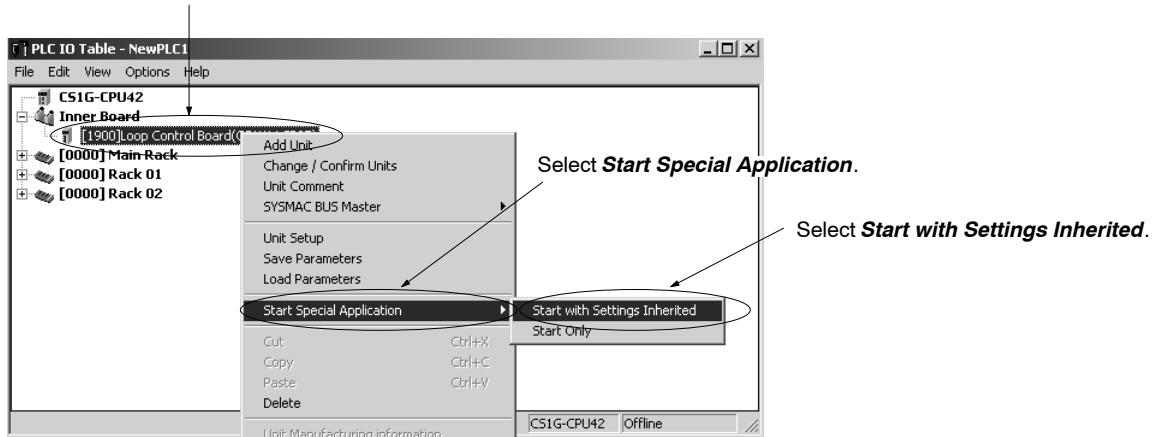 PLC IO Table - NewPLC1
File Edit View Options Help
CS1G-CPU42
Inner Board
[1900]Loop Control Board(
[0000] Main Rack
[0000] Rack 01
[0000] Rack 02
Add Unit
Change / Confirm Units
Unit Comment
SYSMAC BUS Master
Unit Setup
Save Parameters
Load Parameters
Start Special Application
Cut Ctrl+X
Copy Ctrl+C
Paste Ctrl+V
Delete
Unit Manufacturing information
Start with Settings Inherited
Start Only
Select Start Special Application.
Select Start with Settings Inherited.
CS1G-CPU42 Offline